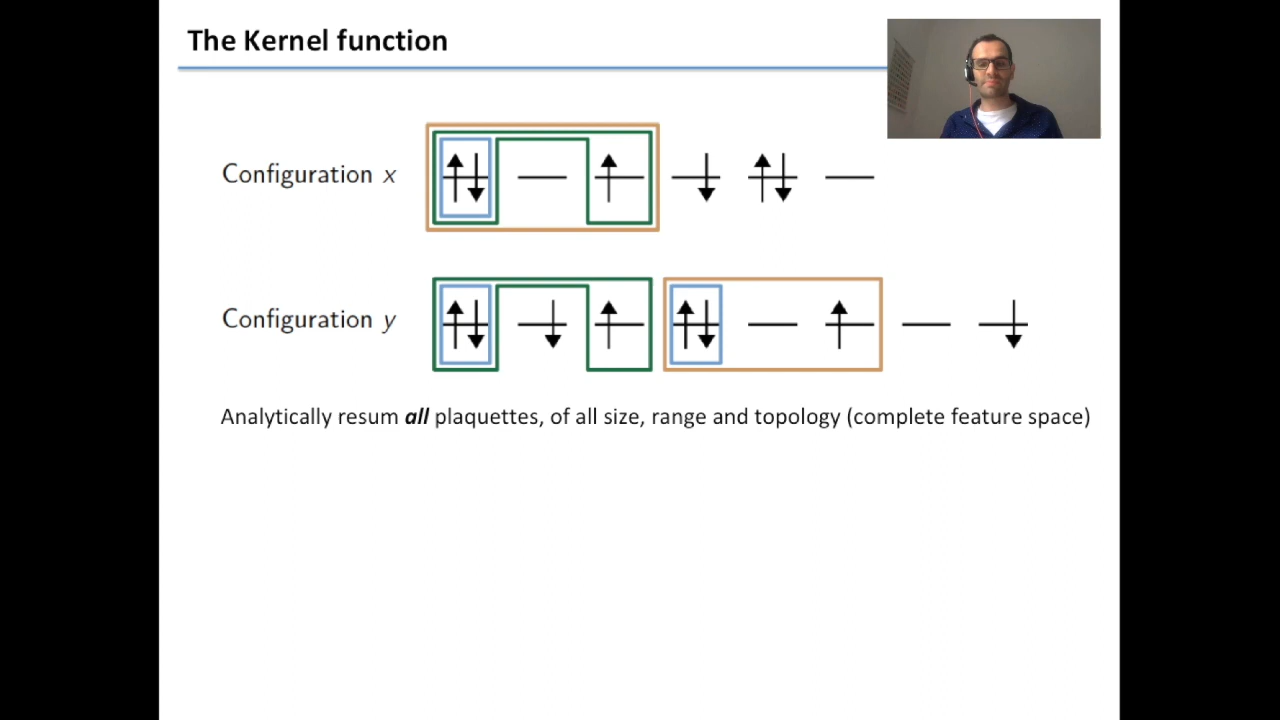 The Kernel function
Configuration x
Configuration y
Analytically resum all plaquettes, of all size, range and topology (complete feature space)